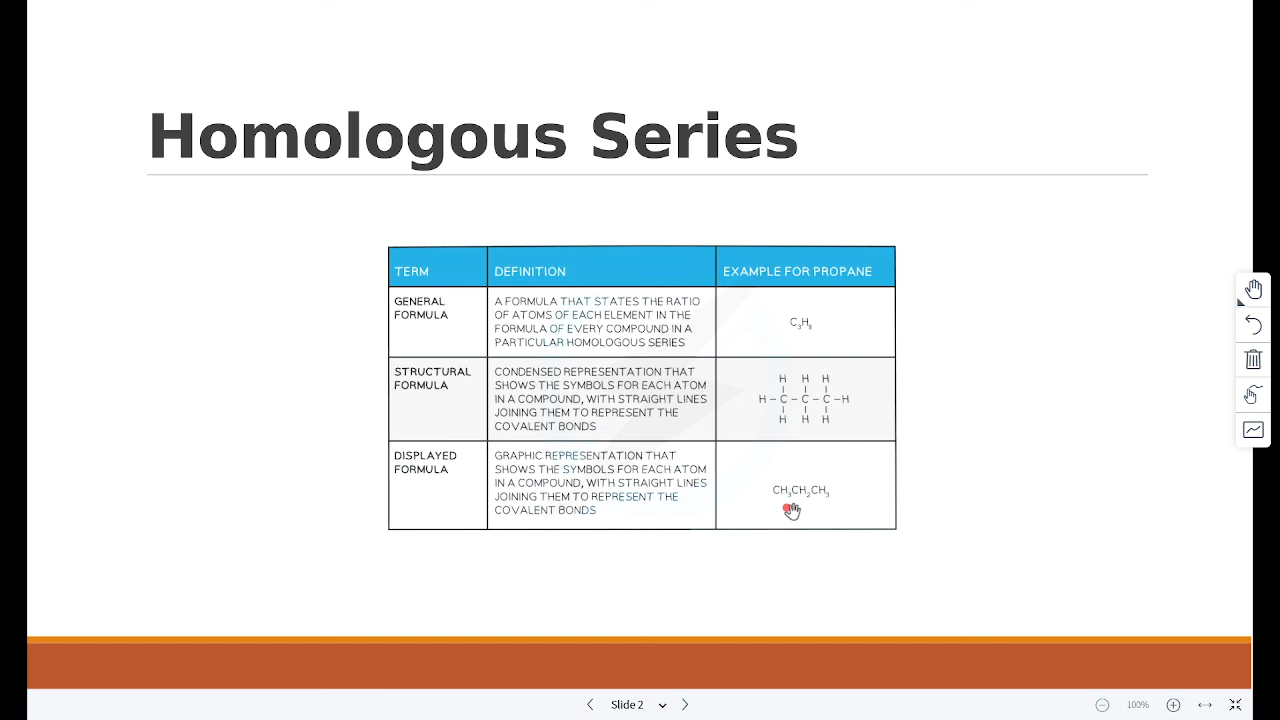 Homologous Series
TERM
DEFINITION
EXAMPLE FOR PROPANE
GENERAL
FORMULA
A FORMULA THAT STATES THE RATIO
OF ATOMS OF EACH ELEMENT IN THE
FORMULA OF EVERY COMPOUND IN A
PARTICULAR HOMOLOGOUS SERIES
C₃H₈
STRUCTURAL
FORMULA
CONDENSED REPRESENTATION THAT
SHOWS THE SYMBOLS FOR EACH ATOM
IN A COMPOUND, WITH STRAIGHT LINES
JOINING THEM TO REPRESENT THE
COVALENT BONDS
H H H
H – C – C – C – H
H H H
DISPLAYED
FORMULA
GRAPHIC REPRESENTATION THAT
SHOWS THE SYMBOLS FOR EACH ATOM
IN A COMPOUND, WITH STRAIGHT LINES
JOINING THEM TO REPRESENT THE
COVALENT BONDS
CH₃CH₂CH₃
Slide 2
100%